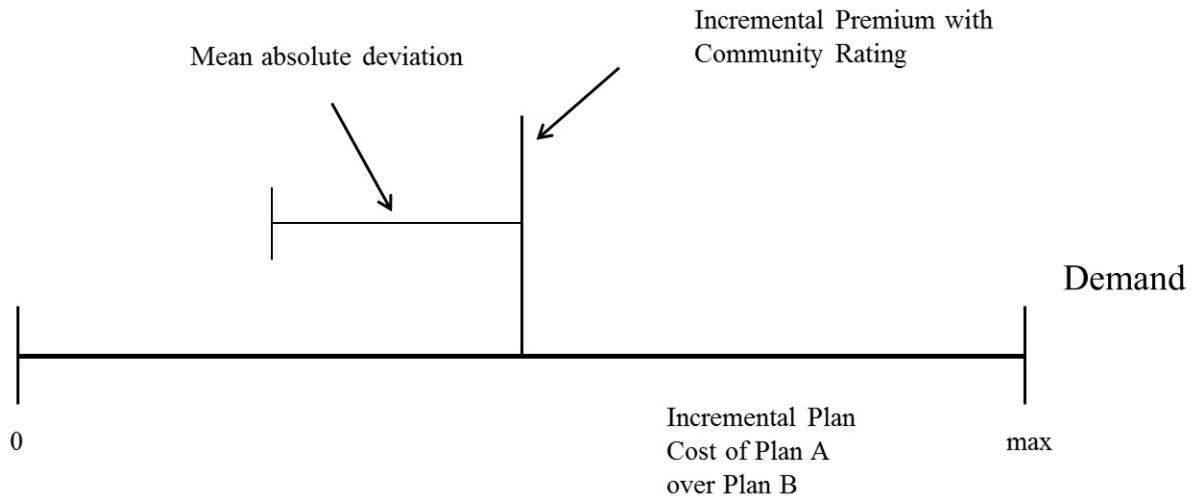 Incremental Premium with
Community Rating
Mean absolute deviation
Demand
0
Incremental Plan
Cost of Plan A
over Plan B
max